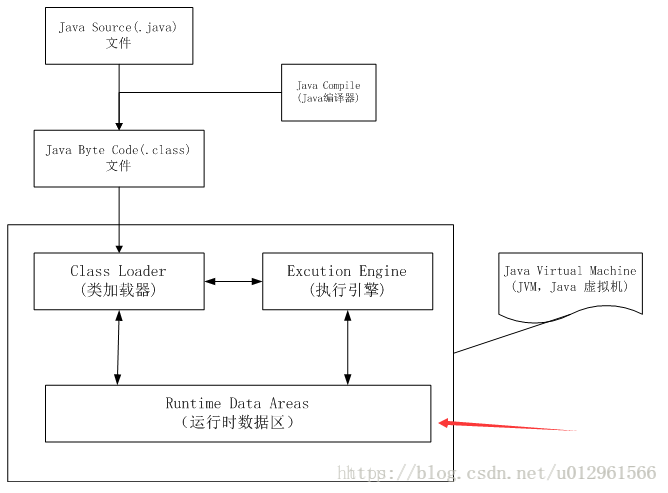 Java Source(.java)
文件
Java Compile
(Java编译器)
Java Byte Code(.class)
文件
Class Loader
(类加载器)
Excution Engine
(执行引擎)
Java Virtual Machine
(JVM，Java 虚拟机)
Runtime Data Areas
（运行时数据区）
https://blog.csdn.net/u012961566